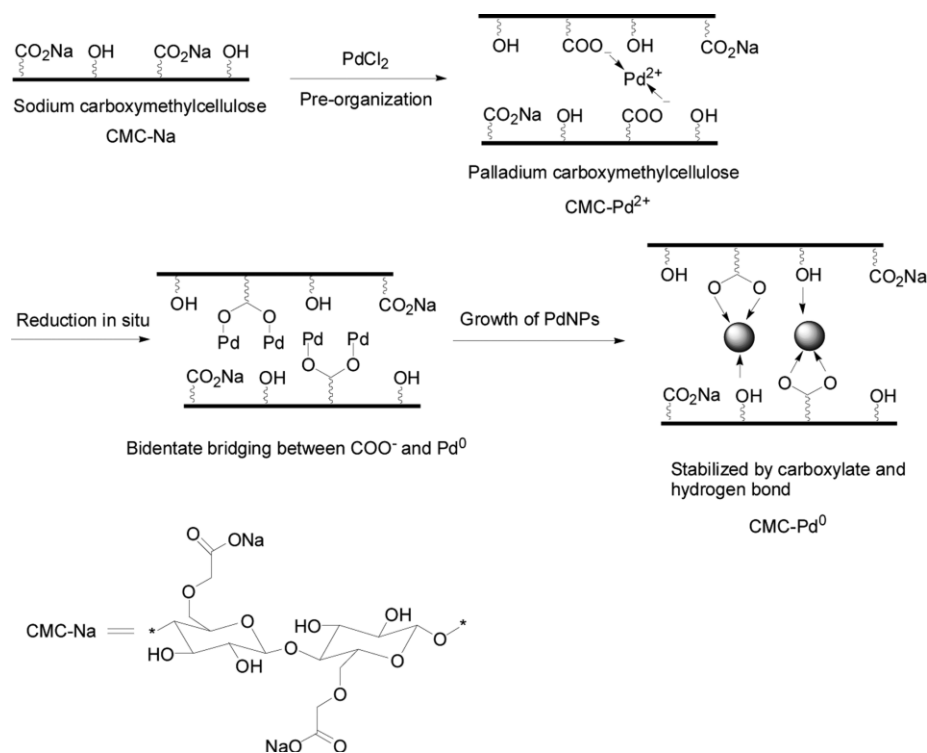 CO₂Na OH CO₂Na OH
Sodium carboxymethylcellulose
CMC-Na
PdCl₂
Pre-organization
OH COO⁻ OH CO₂Na
Pd²⁺
CO₂Na OH COO⁻ OH
Palladium carboxymethylcellulose
CMC-Pd²⁺
Reduction in situ
OH O O OH CO₂Na
Pd Pd Pd Pd
CO₂Na OH O O OH
Bidentate bridging between COO⁻ and Pd⁰
Growth of PdNPs
OH O O OH CO₂Na
CO₂Na OH O O OH
Stabilized by carboxylate and
hydrogen bond
CMC-Pd⁰
O ONa
O
CMC-Na
* O HO OH *
HO OH O O O
O
NaO O